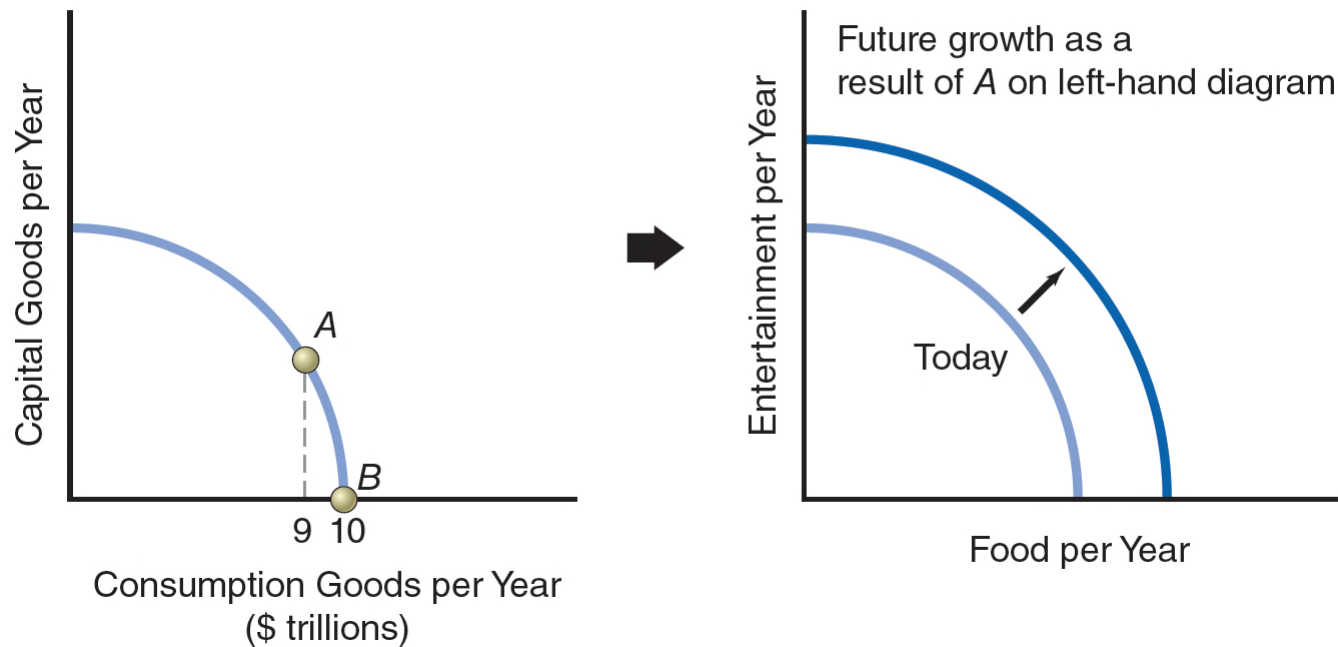 Capital Goods per Year
A
B
9 10
Consumption Goods per Year
($ trillions)
Future growth as a
result of A on left-hand diagram
Entertainment per Year
Today
Food per Year